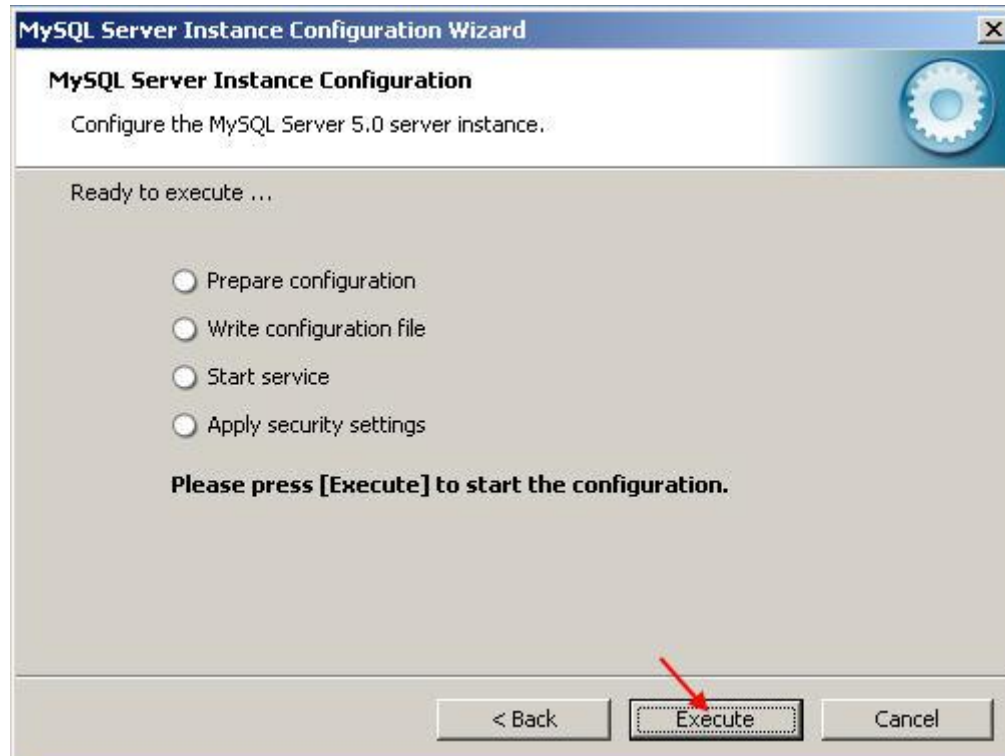 MySQL Server Instance Configuration Wizard
MySQL Server Instance Configuration
Configure the MySQL Server 5.0 server instance.
Ready to execute ...
Prepare configuration
Write configuration file
Start service
Apply security settings
Please press [Execute] to start the configuration.
< Back
Execute
Cancel